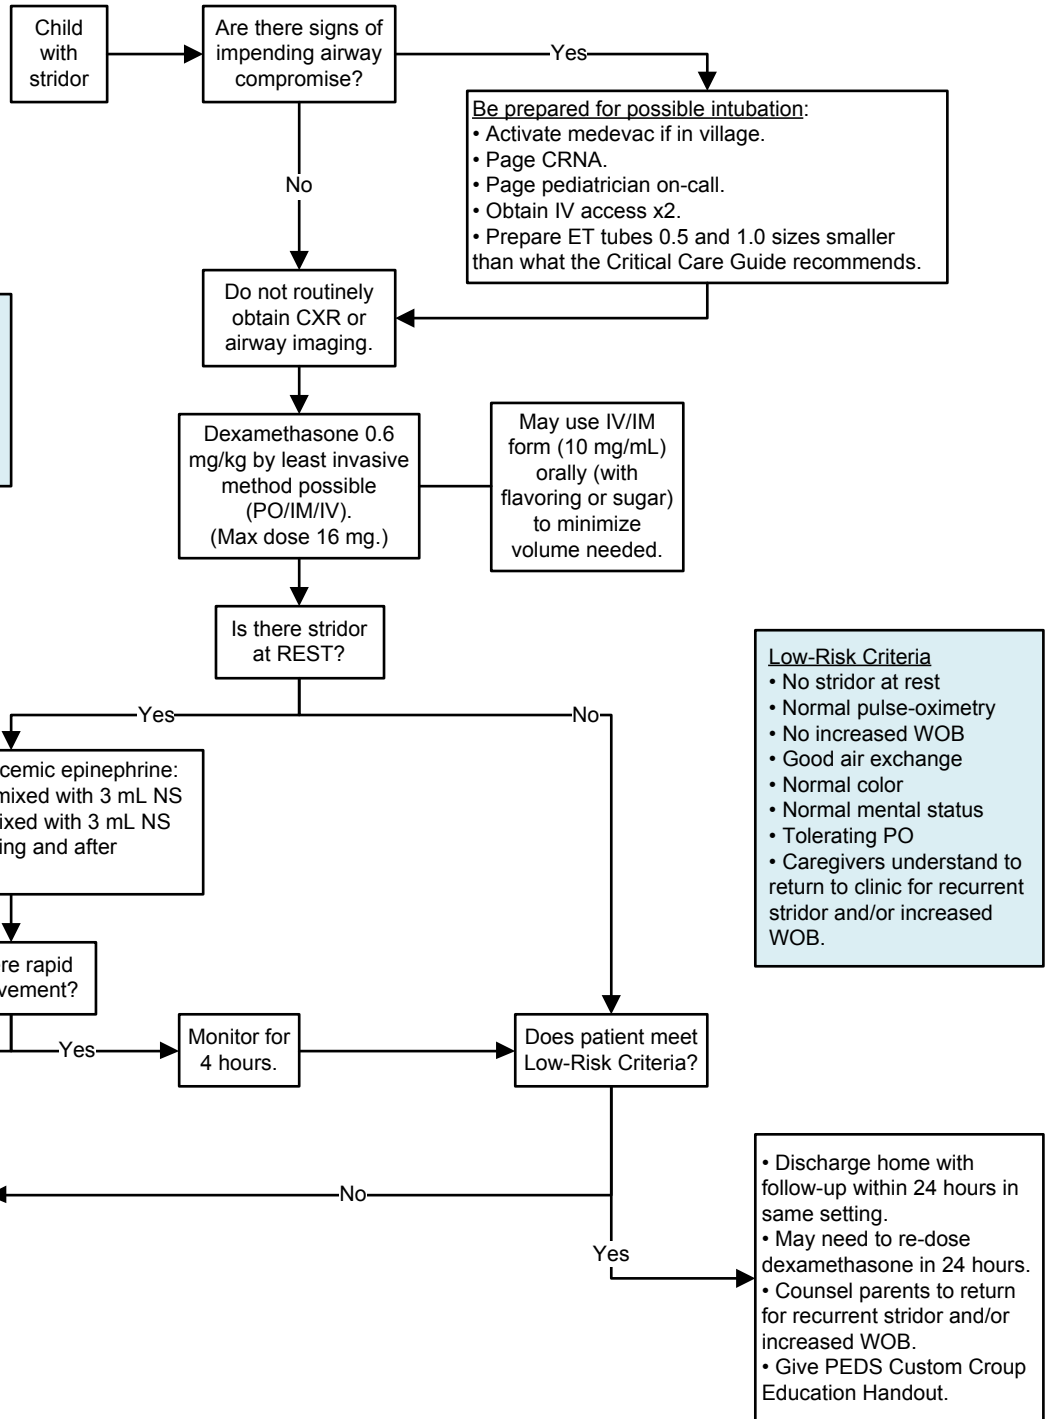 Child
with
stridor
Are there signs of
impending airway
compromise?
Yes
Be prepared for possible intubation:
• Activate medevac if in village.
• Page CRNA.
• Page pediatrician on-call.
• Obtain IV access x2.
• Prepare ET tubes 0.5 and 1.0 sizes smaller
than what the Critical Care Guide recommends.
No
Do not routinely
obtain CXR or
airway imaging.
Dexamethasone 0.6
mg/kg by least invasive
method possible
(PO/IM/IV).
(Max dose 16 mg.)
May use IV/IM
form (10 mg/mL)
orally (with
flavoring or sugar)
to minimize
volume needed.
Is there stridor
at REST?
Yes
No
Low-Risk Criteria
• No stridor at rest
• Normal pulse-oximetry
• No increased WOB
• Good air exchange
• Normal color
• Normal mental status
• Tolerating PO
• Caregivers understand to
return to clinic for recurrent
stridor and/or increased
WOB.
cemic epinephrine:
mixed with 3 mL NS
ixed with 3 mL NS
ing and after
re rapid
vement?
Yes
Monitor for
4 hours.
Does patient meet
Low-Risk Criteria?
No
Yes
• Discharge home with
follow-up within 24 hours in
same setting.
• May need to re-dose
dexamethasone in 24 hours.
• Counsel parents to return
for recurrent stridor and/or
increased WOB.
• Give PEDS Custom Croup
Education Handout.